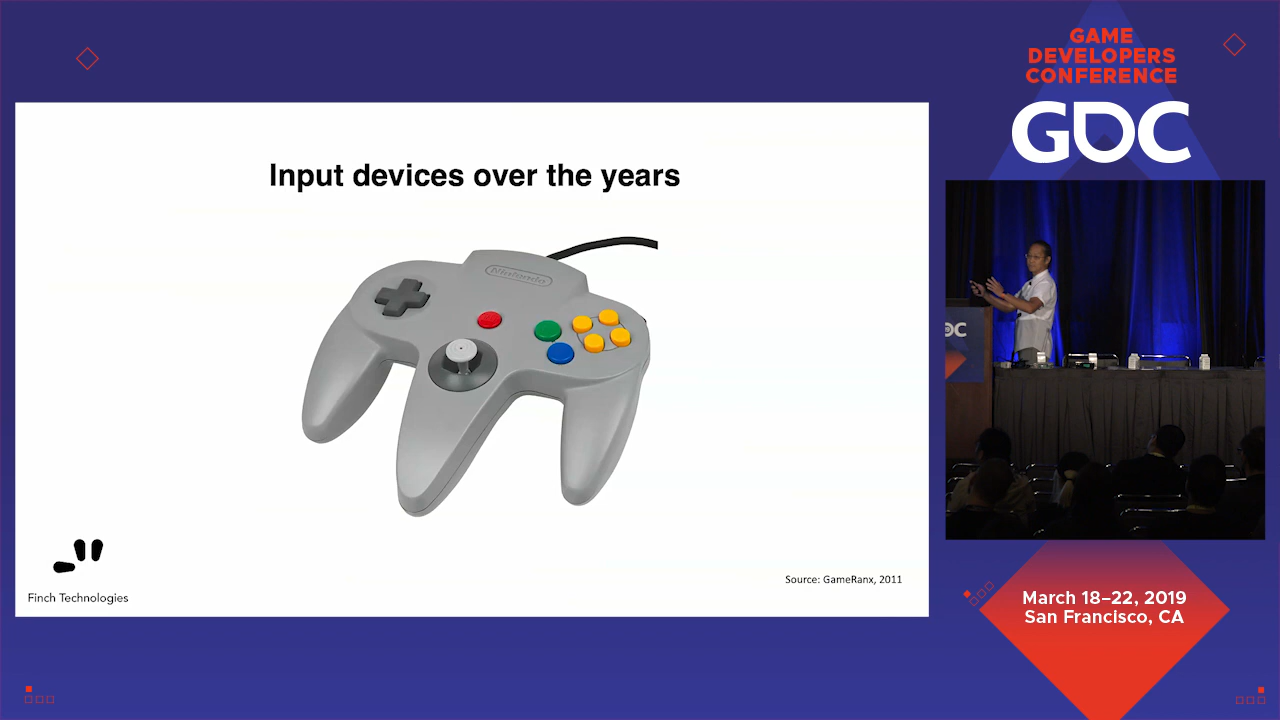 GAME
DEVELOPERS
CONFERENCE
GDC
Input devices over the years
Nintendo
Source: GameRanx, 2011
Finch Technologies
DC
March 18–22, 2019
San Francisco, CA